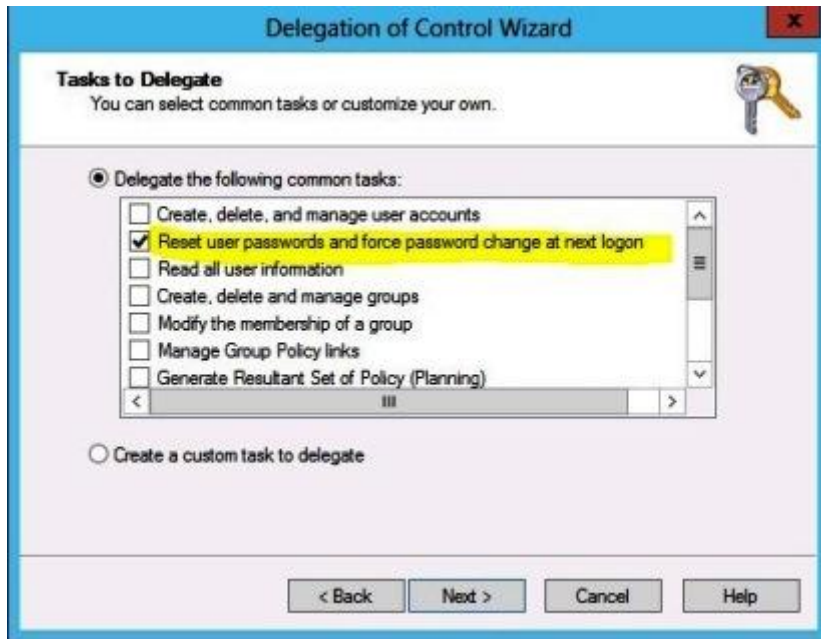 Delegation of Control Wizard
x
Tasks to Delegate
You can select common tasks or customize your own.
Delegate the following common tasks:
Create, delete, and manage user accounts
Reset user passwords and force password change at next logon
Read all user information
Create, delete and manage groups
Modify the membership of a group
Manage Group Policy links
Generate Resultant Set of Policy (Planning)
Create a custom task to delegate
< Back Next > Cancel Help